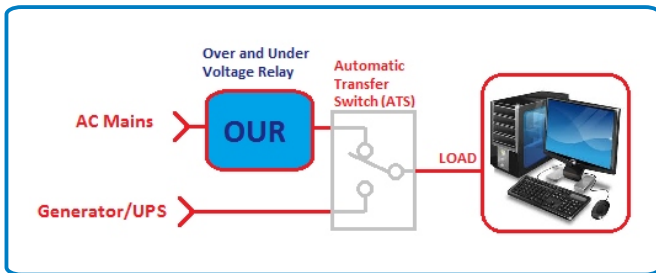 Over and Under
Voltage Relay
Automatic
Transfer
Switch (ATS)
AC Mains
OUR
LOAD
Generator/UPS